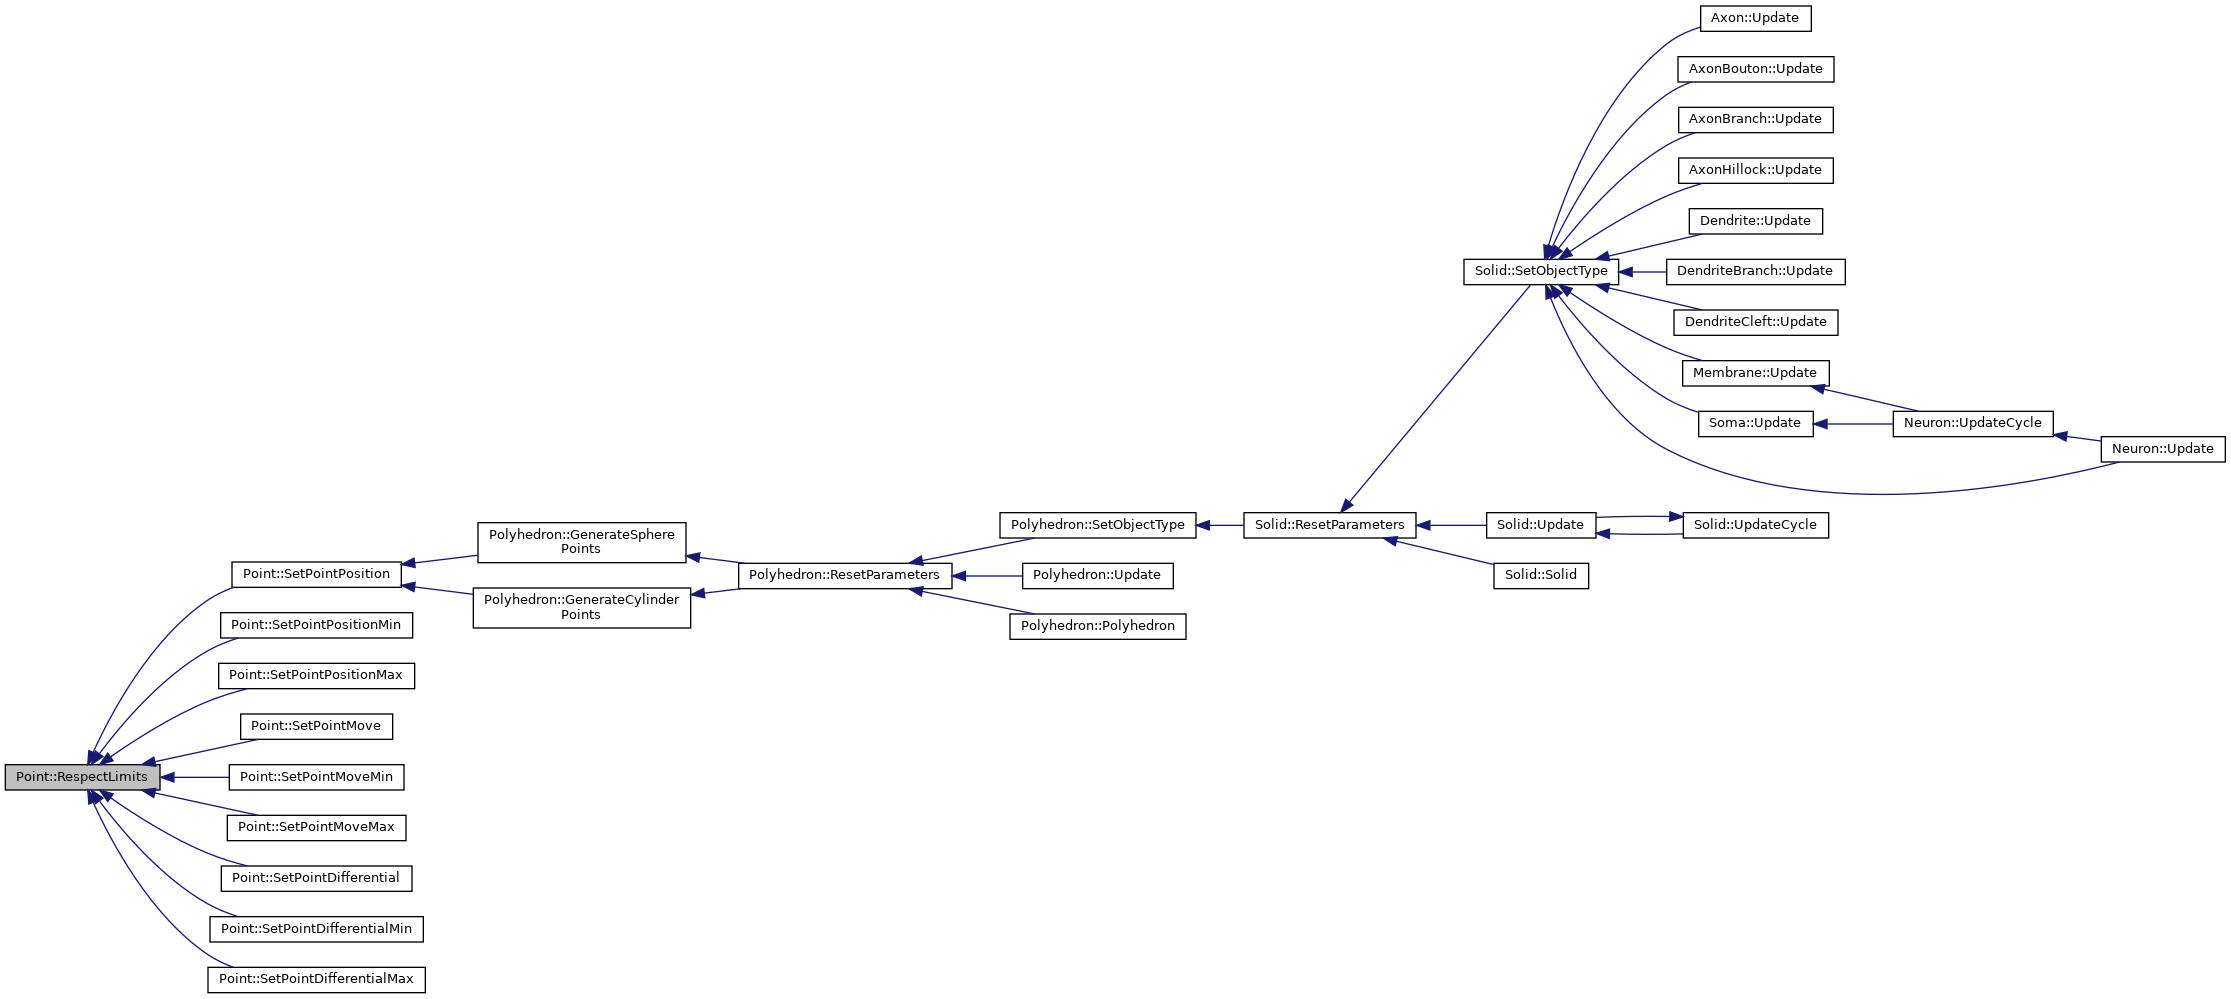 Axon::Update
AxonBouton::Update
AxonBranch::Update
AxonHillock::Update
Dendrite::Update
Solid::SetObjectType
DendriteBranch::Update
DendriteCleft::Update
Membrane::Update
Soma::Update
Neuron::UpdateCycle
Neuron::Update
Polyhedron::SetObjectType
Solid::ResetParameters
Solid::Update
Solid::UpdateCycle
Polyhedron::GenerateSphere
Points
Point::SetPointPosition
Polyhedron::ResetParameters
Polyhedron::Update
Solid::Solid
Polyhedron::GenerateCylinder
Points
Point::SetPointPositionMin
Polyhedron::Polyhedron
Point::SetPointPositionMax
Point::SetPointMove
Point::RespectLimits
Point::SetPointMoveMin
Point::SetPointMoveMax
Point::SetPointDifferential
Point::SetPointDifferentialMin
Point::SetPointDifferentialMax